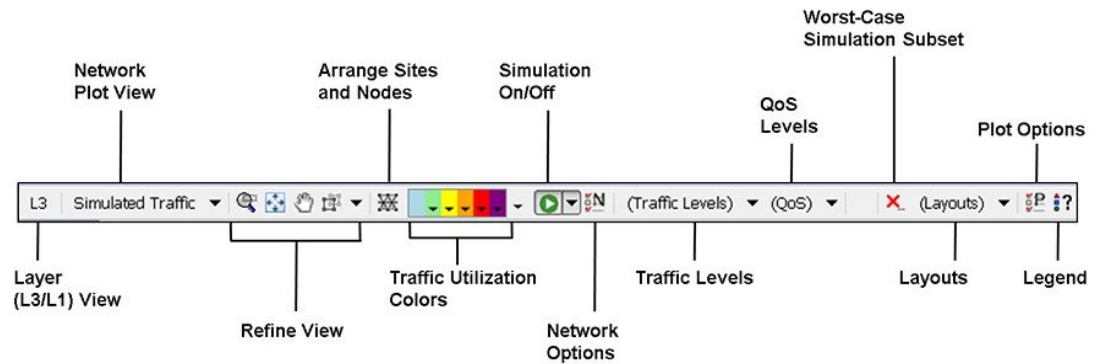 Worst-Case
Simulation Subset
Network
Plot View
Arrange Sites
and Nodes
Simulation
On/Off
QoS
Levels
Plot Options
L3 Simulated Traffic N (Traffic Levels) (QoS) (Layouts) P ?
Layer
(L3/L1) View
Traffic Utilization
Colors
Traffic Levels
Layouts
Legend
Refine View
Network
Options